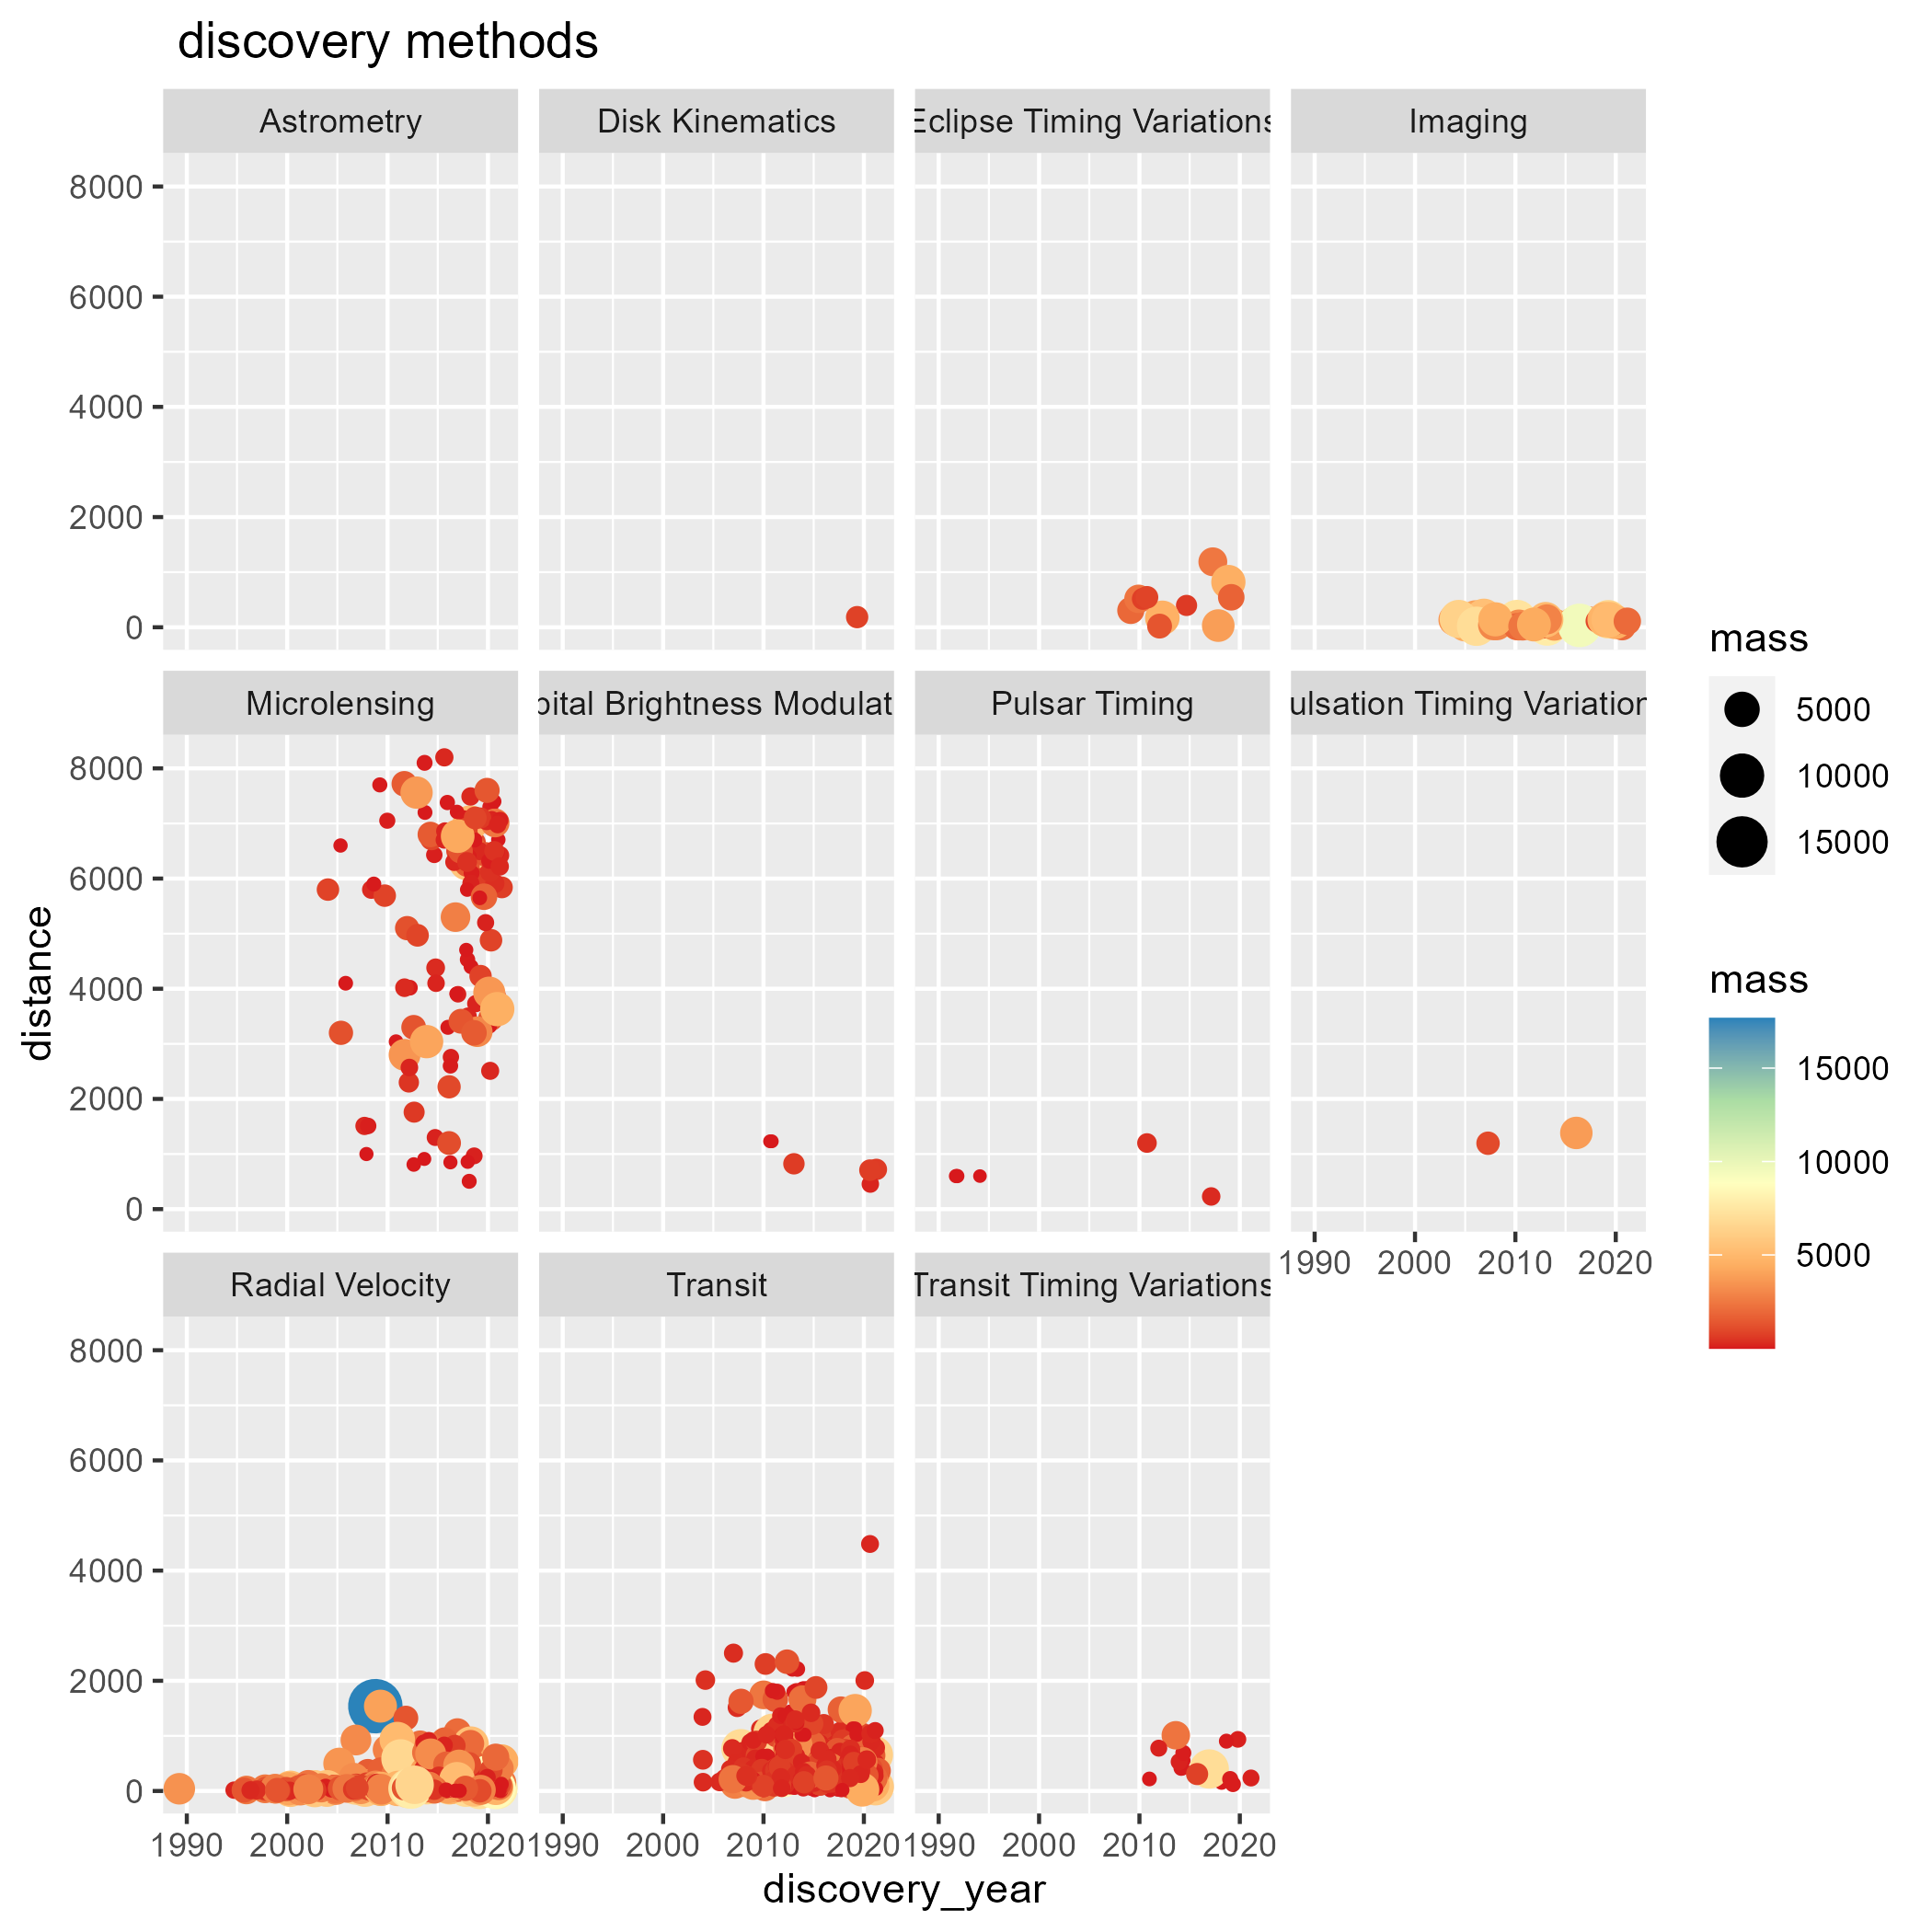 discovery methods
Astrometry
Disk Kinematics
Eclipse Timing Variations
Imaging
8000
6000
4000
2000
0
Microlensing
bital Brightness Modulat
Pulsar Timing
ulsation Timing Variation
8000
6000
4000
2000
0
1990 2000 2010 2020
Radial Velocity
Transit
Transit Timing Variations
8000
6000
4000
2000
0
1990 2000 2010 2020
1990 2000 2010 2020
1990 2000 2010 2020
distance
discovery_year
mass
5000
10000
15000
mass
15000
10000
5000